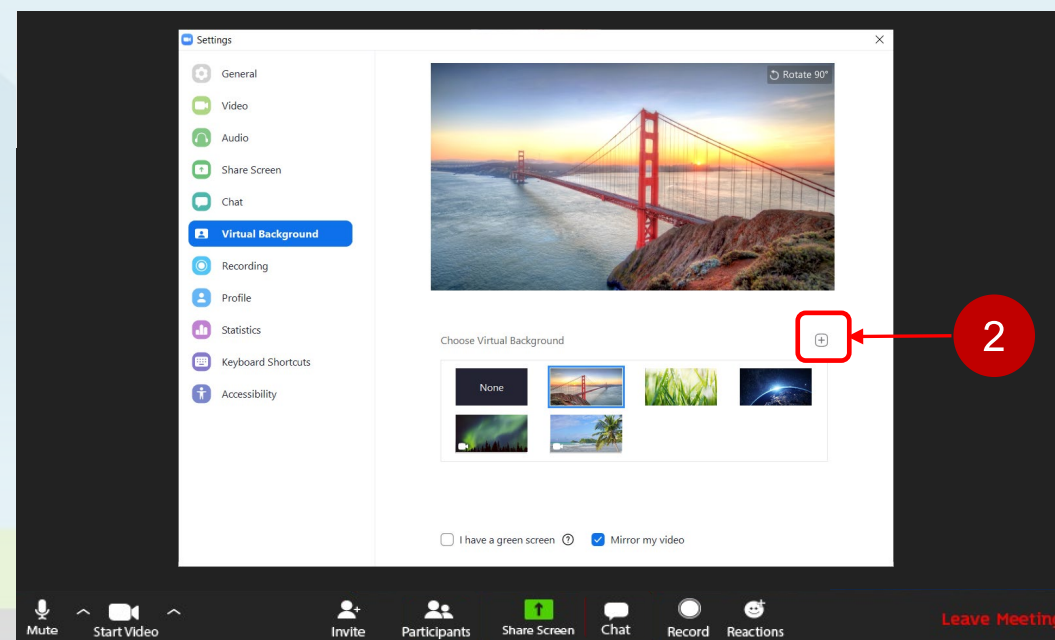 Settings
General
Rotate 90°
Video
Audio
Share Screen
Chat
Virtual Background
Recording
Profile
Statistics
Choose Virtual Background
2
Keyboard Shortcuts
None
Accessibility
I have a green screen
Mirror my video
Mute
Start Video
Invite
Participants
Share Screen
Chat
Record
Reactions
Leave Meeting